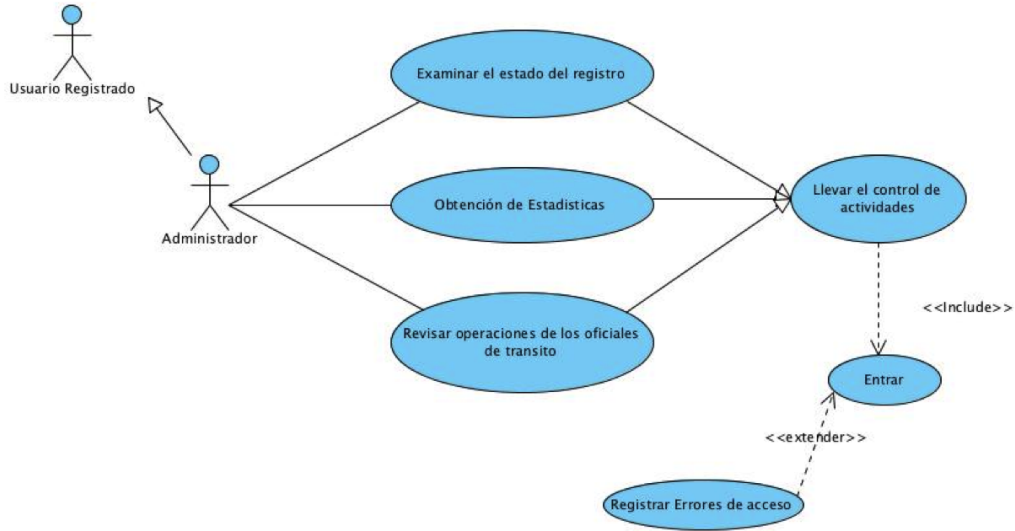 Usuario Registrado
Administrador
Examinar el estado del registro
Obtención de Estadisticas
Revisar operaciones de los oficiales
de transito
Llevar el control de
actividades
<<Include>>
Entrar
<<extender>>
Registrar Errores de acceso